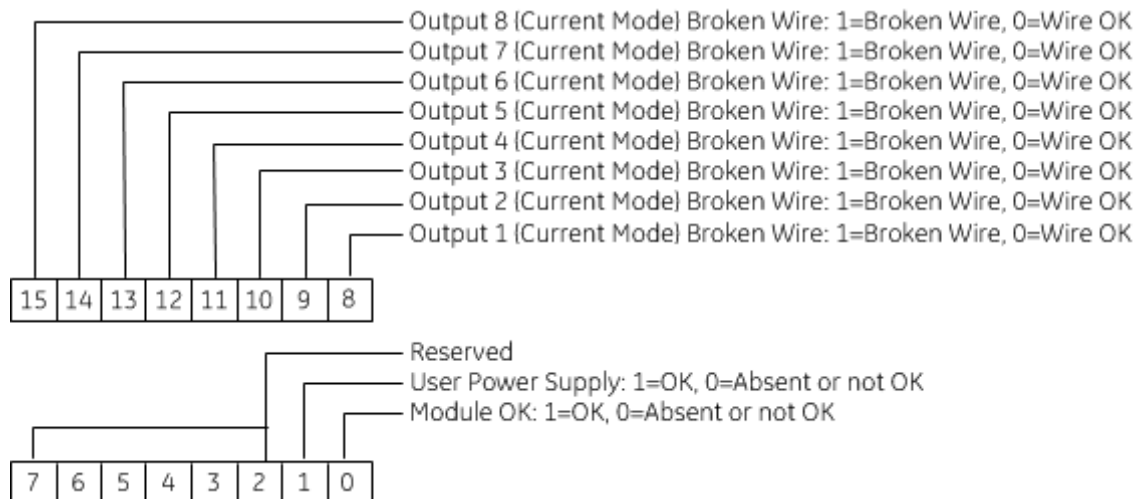 Output 8 (Current Mode) Broken Wire: 1=Broken Wire, 0=Wire OK
Output 7 (Current Mode) Broken Wire: 1=Broken Wire, 0=Wire OK
Output 6 (Current Mode) Broken Wire: 1=Broken Wire, 0=Wire OK
Output 5 (Current Mode) Broken Wire: 1=Broken Wire, 0=Wire OK
Output 4 (Current Mode) Broken Wire: 1=Broken Wire, 0=Wire OK
Output 3 (Current Mode) Broken Wire: 1=Broken Wire, 0=Wire OK
Output 2 (Current Mode) Broken Wire: 1=Broken Wire, 0=Wire OK
Output 1 (Current Mode) Broken Wire: 1=Broken Wire, 0=Wire OK
15 14 13 12 11 10 9 8
Reserved
User Power Supply: 1=OK, 0=Absent or not OK
Module OK: 1=OK, 0=Absent or not OK
7 6 5 4 3 2 1 0